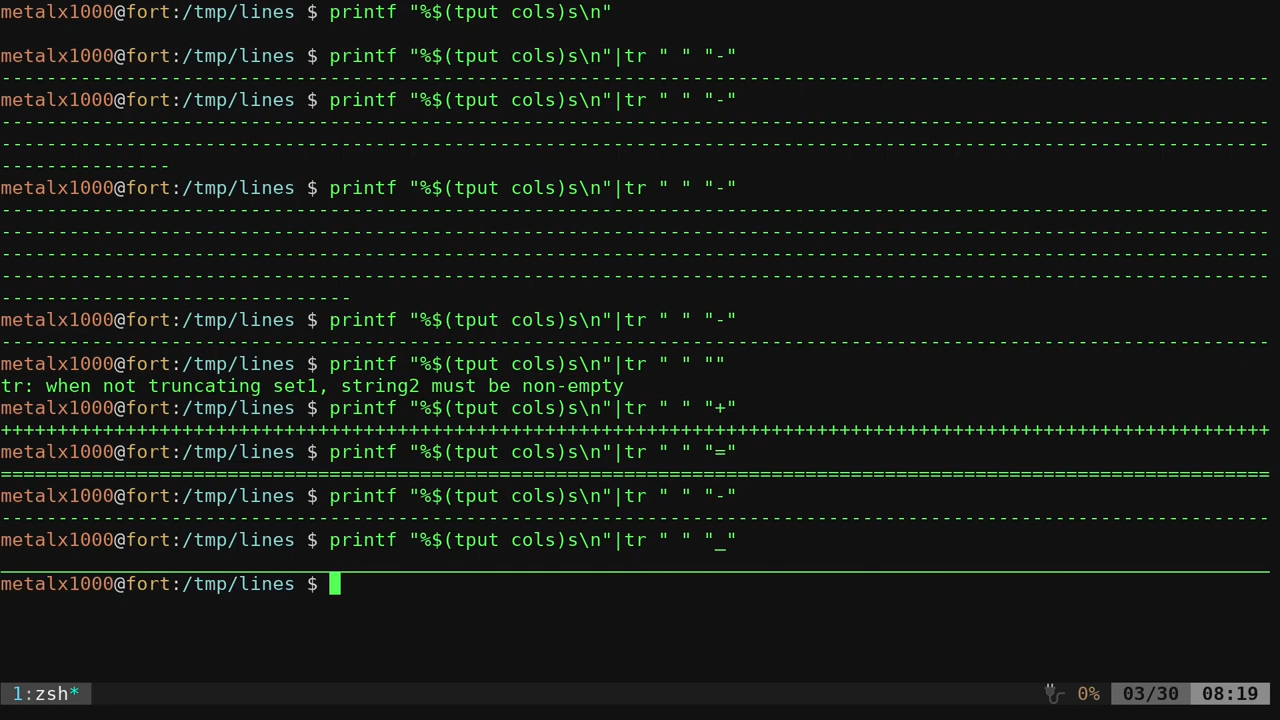 metalx1000@fort:/tmp/lines $ printf "%$(tput cols)s\n"
metalx1000@fort:/tmp/lines $ printf "%$(tput cols)s\n"|tr " " "-"
----------------------------------------------------------------------------------------------------------------
metalx1000@fort:/tmp/lines $ printf "%$(tput cols)s\n"|tr " " "-"
----------------------------------------------------------------------------------------------------------------
----------------------------------------------------------------------------------------------------------------
---------------
metalx1000@fort:/tmp/lines $ printf "%$(tput cols)s\n"|tr " " "-"
----------------------------------------------------------------------------------------------------------------
----------------------------------------------------------------------------------------------------------------
----------------------------------------------------------------------------------------------------------------
----------------------------------------------------------------------------------------------------------------
-------------------------------
metalx1000@fort:/tmp/lines $ printf "%$(tput cols)s\n"|tr " " "-"
----------------------------------------------------------------------------------------------------------------
metalx1000@fort:/tmp/lines $ printf "%$(tput cols)s\n"|tr " " ""
tr: when not truncating set1, string2 must be non-empty
metalx1000@fort:/tmp/lines $ printf "%$(tput cols)s\n"|tr " " "+"
++++++++++++++++++++++++++++++++++++++++++++++++++++++++++++++++++++++++++++++++++++++++++++++++++++++++++++++++
metalx1000@fort:/tmp/lines $ printf "%$(tput cols)s\n"|tr " " "="
================================================================================================================
metalx1000@fort:/tmp/lines $ printf "%$(tput cols)s\n"|tr " " "-"
----------------------------------------------------------------------------------------------------------------
metalx1000@fort:/tmp/lines $ printf "%$(tput cols)s\n"|tr " " "_"
________________________________________________________________________________________________________________
metalx1000@fort:/tmp/lines $
1:zsh* 0% 03/30 08:19